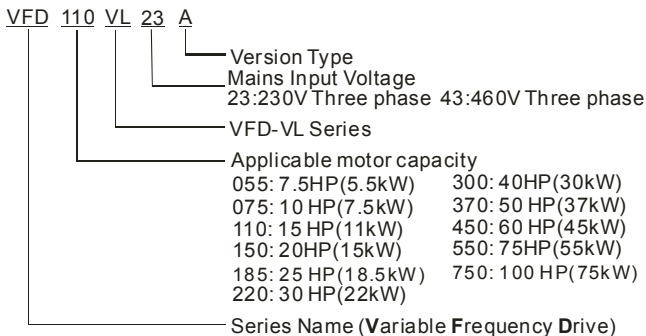 VFD 110 VL 23 A
Version Type
Mains Input Voltage
23:230V Three phase 43:460V Three phase
VFD-VL Series
Applicable motor capacity
055: 7.5HP(5.5kW) 300: 40HP(30kW)
075: 10 HP(7.5kW) 370: 50 HP(37kW)
110: 15 HP(11kW) 450: 60 HP(45kW)
150: 20HP(15kW) 550: 75HP(55kW)
185: 25 HP(18.5kW) 750: 100 HP(75kW)
220: 30 HP(22kW)
Series Name (Variable Frequency Drive)